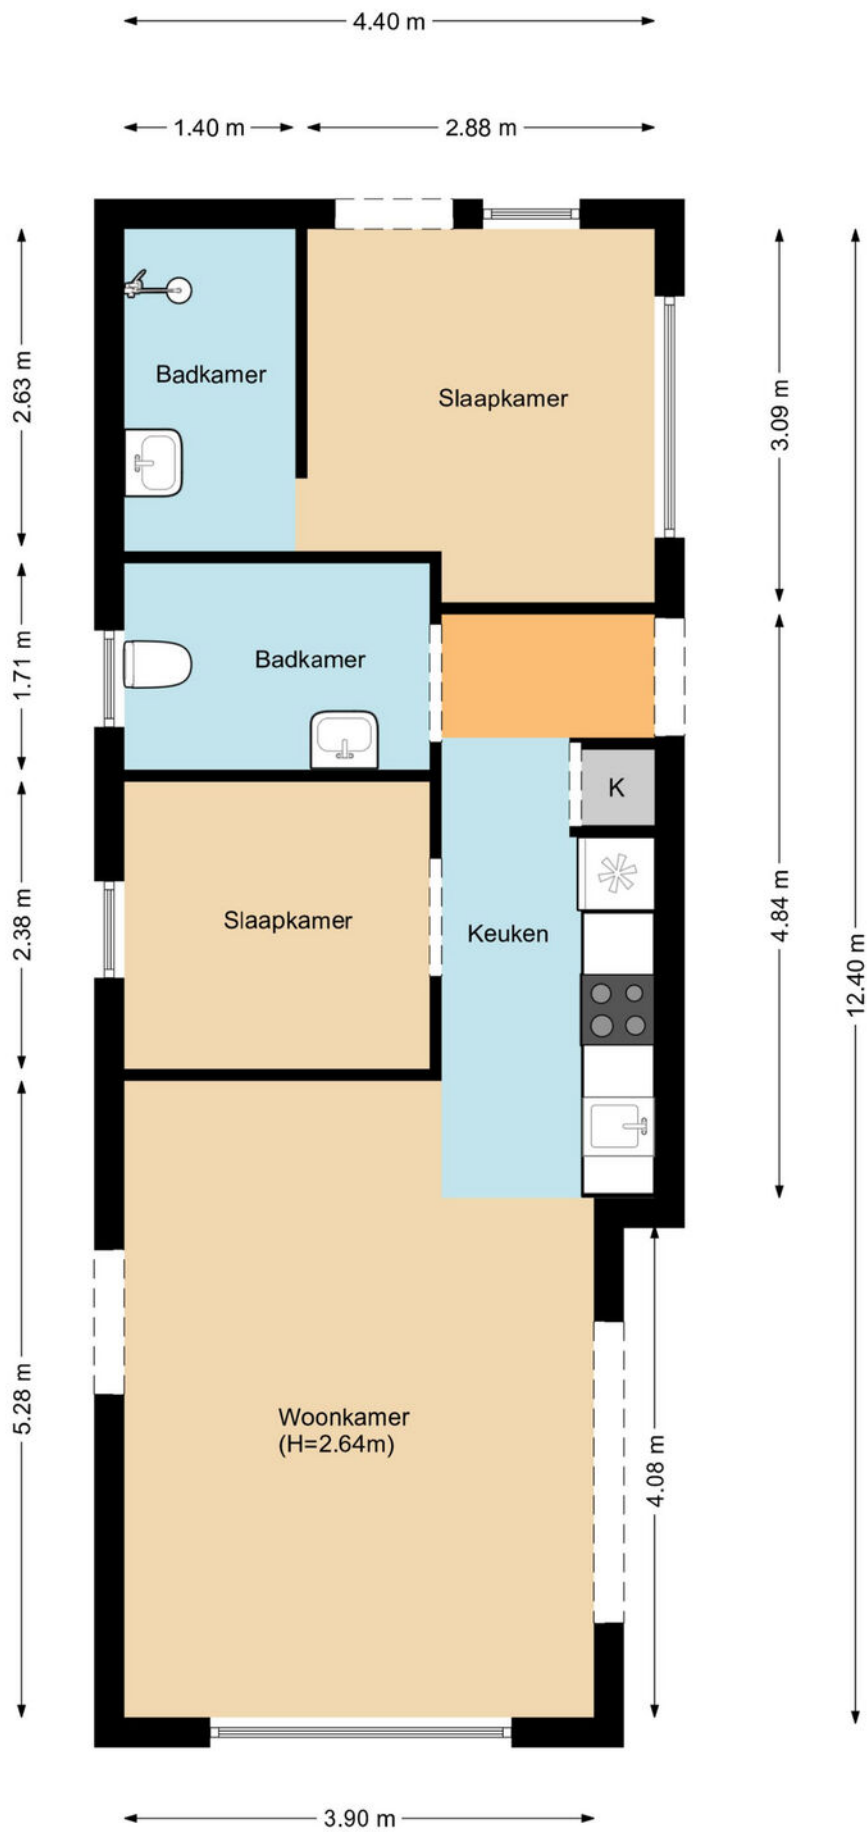 4.40 m
1.40 m
2.88 m
2.63 m
Badkamer
Slaapkamer
3.09 m
1.71 m
Badkamer
K
4.84 m
2.38 m
Slaapkamer
Keuken
12.40 m
5.28 m
Woonkamer
(H=2.64m)
4.08 m
3.90 m